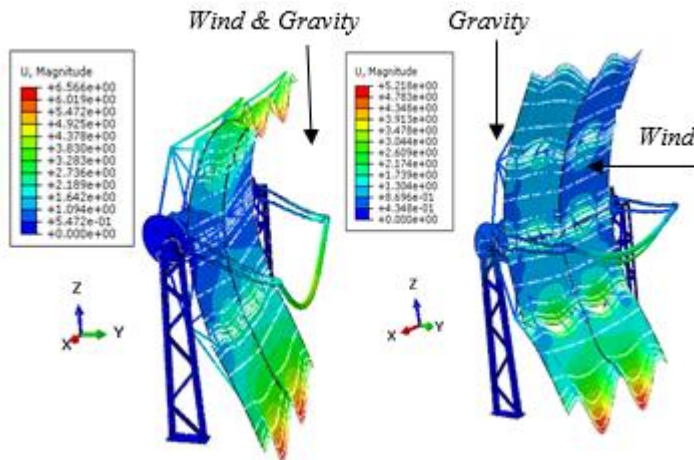 Wind & Gravity
Gravity
U, Magnitude
+6.566e+00
+6.019e+00
+5.472e+00
+4.925e+00
+4.378e+00
+3.830e+00
+3.283e+00
+2.736e+00
+2.189e+00
+1.642e+00
+1.094e+00
+5.472e-01
+0.000e+00
U, Magnitude
+5.218e+00
+4.783e+00
+4.348e+00
+3.913e+00
+3.478e+00
+3.044e+00
+2.609e+00
+2.174e+00
+1.739e+00
+1.304e+00
+8.696e-01
+4.348e-01
+0.000e+00
Wind
Z
X
Y
Z
X
Y